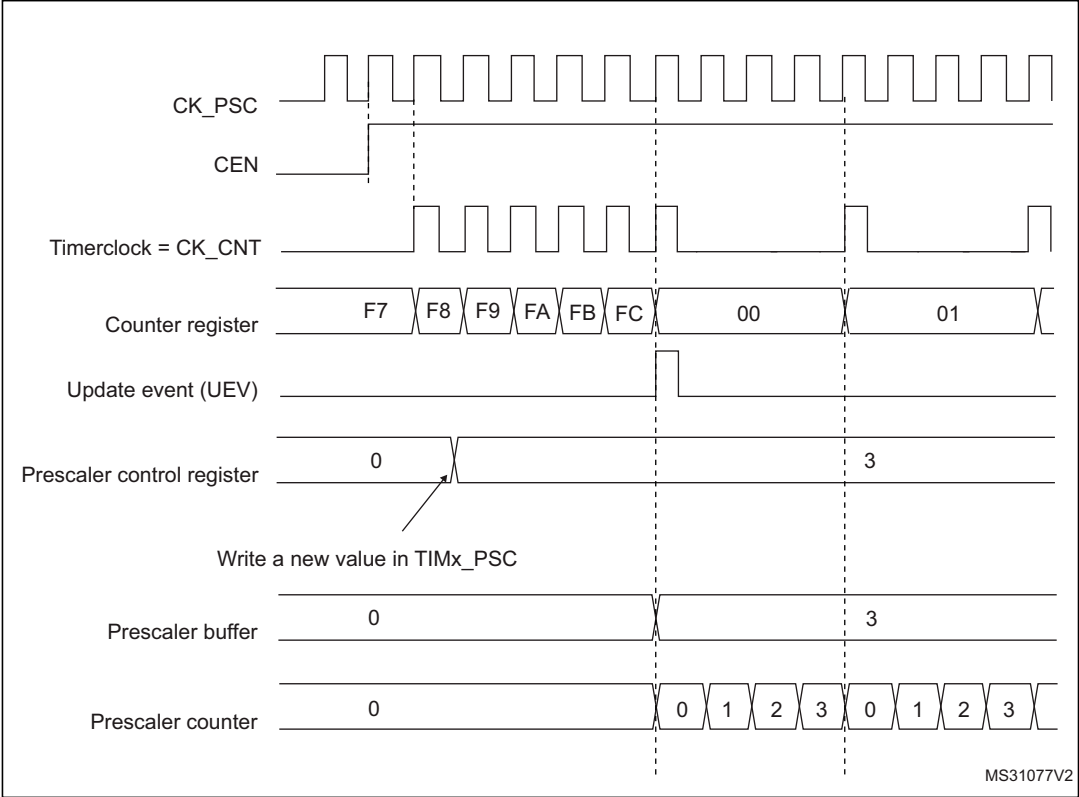 CK_PSC
CEN
Timerclock = CK_CNT
Counter register F7 F8 F9 FA FB FC 00 01
Update event (UEV)
Prescaler control register 0 3
Write a new value in TIMx_PSC
Prescaler buffer 0 3
Prescaler counter 0 0 1 2 3 0 1 2 3
MS31077V2